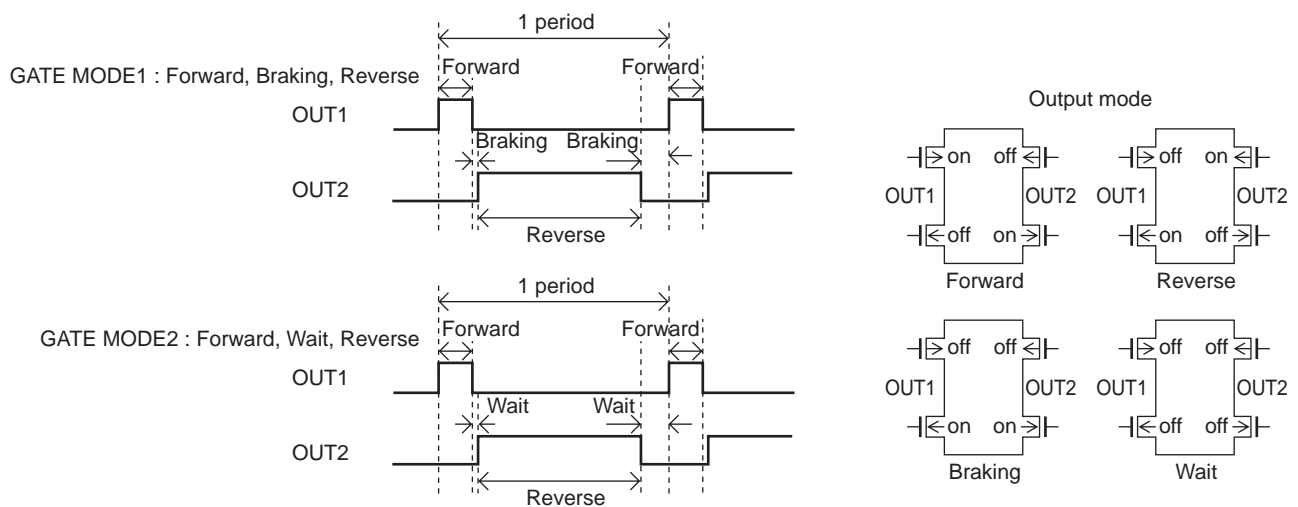 1 period
GATE MODE1 : Forward, Braking, Reverse
Forward
Forward
OUT1
Braking
Braking
OUT2
Reverse
1 period
GATE MODE2 : Forward, Wait, Reverse
Forward
Forward
OUT1
Wait
Wait
OUT2
Reverse
Output mode
on off
OUT1 OUT2
off on
Forward
off on
OUT1 OUT2
on off
Reverse
off off
OUT1 OUT2
on on
Braking
off off
OUT1 OUT2
off off
Wait